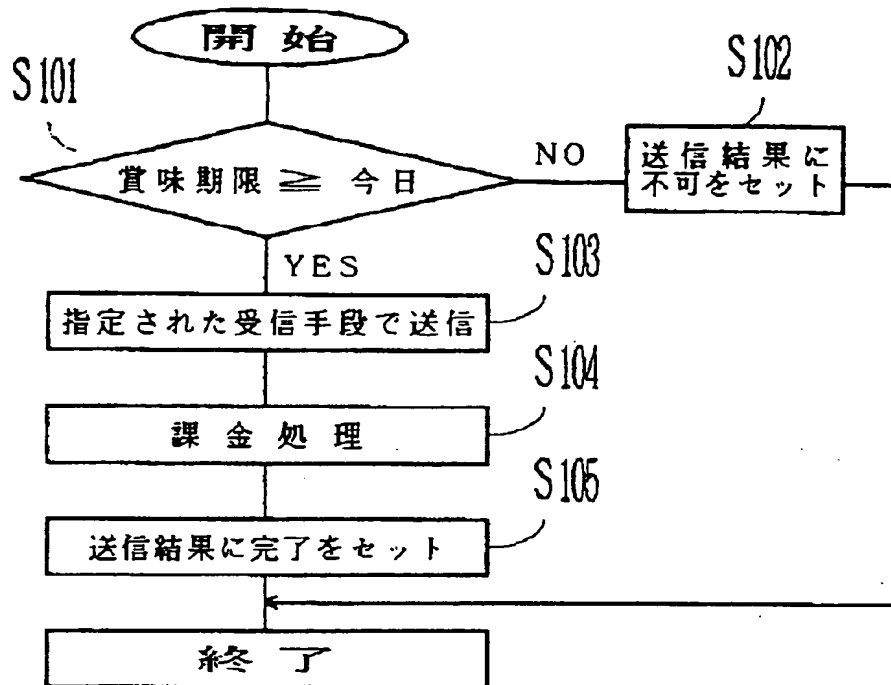 開始
S101
賞味期限 ≧ 今日
NO
S102
送信結果に
不可をセット
YES
S103
指定された受信手段で送信
S104
課金処理
S105
送信結果に完了をセット
終了